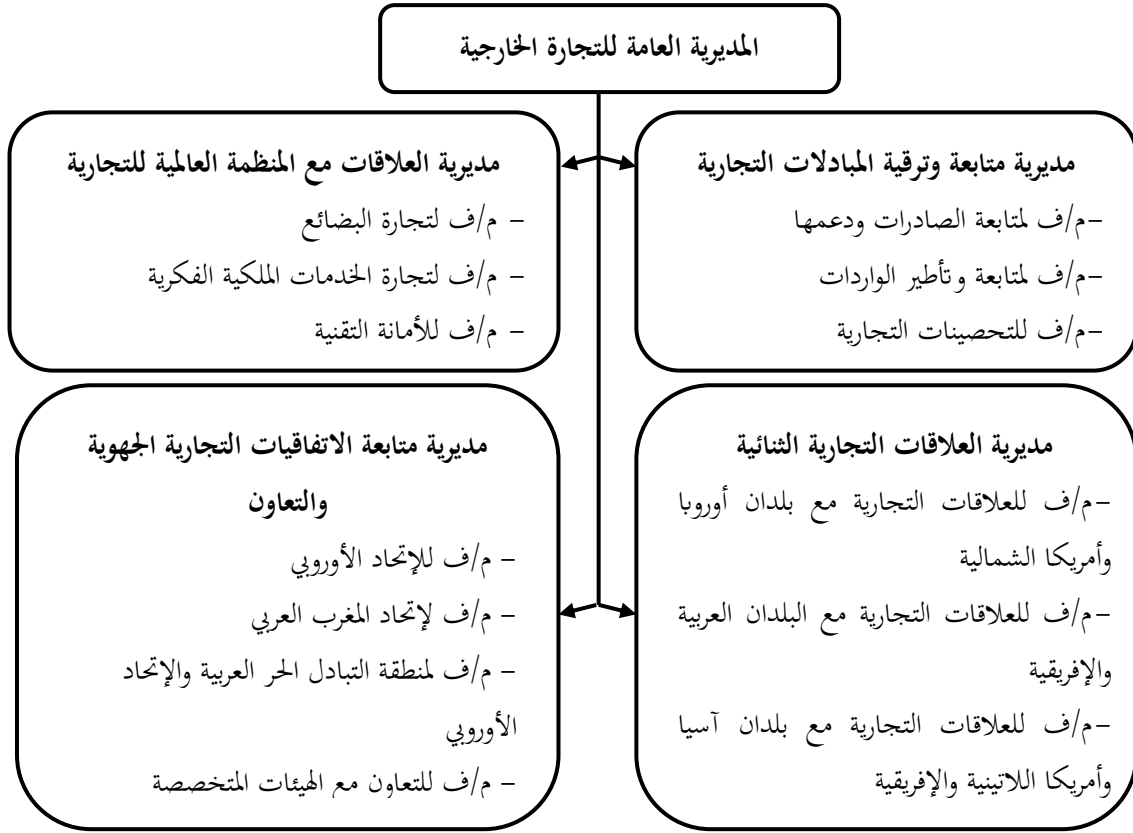 المديرية العامة للتجارة الخارجية
مديرية متابعة وترقية المبادلات التجارية
–م/ف لمتابعة الصادرات ودعمها
–م/ف لمتابعة وتأطير الواردات
–م/ف للتحصينات التجارية
مديرية العلاقات مع المنظمة العالمية للتجارية
– م/ف لتجارة البضائع
– م/ف لتجارة الخدمات الملكية الفكرية
– م/ف للأمانة التقنية
مديرية العلاقات التجارية الثنائية
–م/ف للعلاقات التجارية مع بلدان أوروبا
وأمريكا الشمالية
–م/ف للعلاقات التجارية مع البلدان العربية
والإفريقية
–م/ف للعلاقات التجارية مع بلدان آسيا
وأمريكا اللاتينية والإفريقية
مديرية متابعة الاتفاقيات التجارية الجهوية
والتعاون
– م/ف للإتحاد الأوروبي
– م/ف لإتحاد المغرب العربي
– م/ف لمنطقة التبادل الحر العربية والإتحاد
الأوروبي
– م/ف للتعاون مع الهيئات المتخصصة